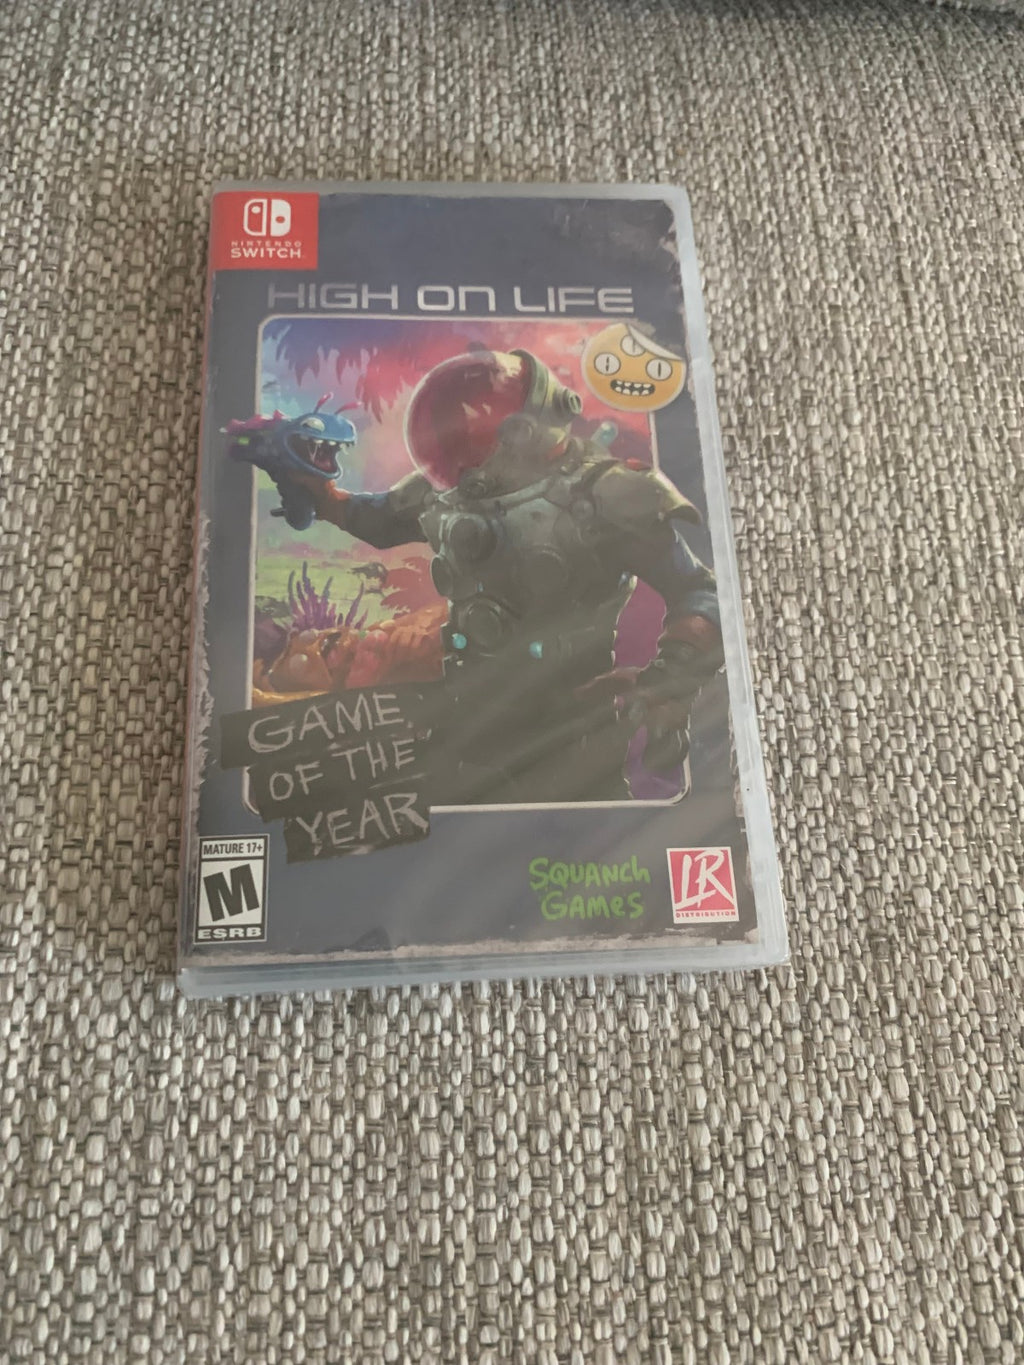 NINTENDO
SWITCH
HIGH ON LIFE
GAME
OF THE
YEAR
MATURE 17+
M
ESRB
SQUANCH
GAMES
LR
DISTRIBUTION